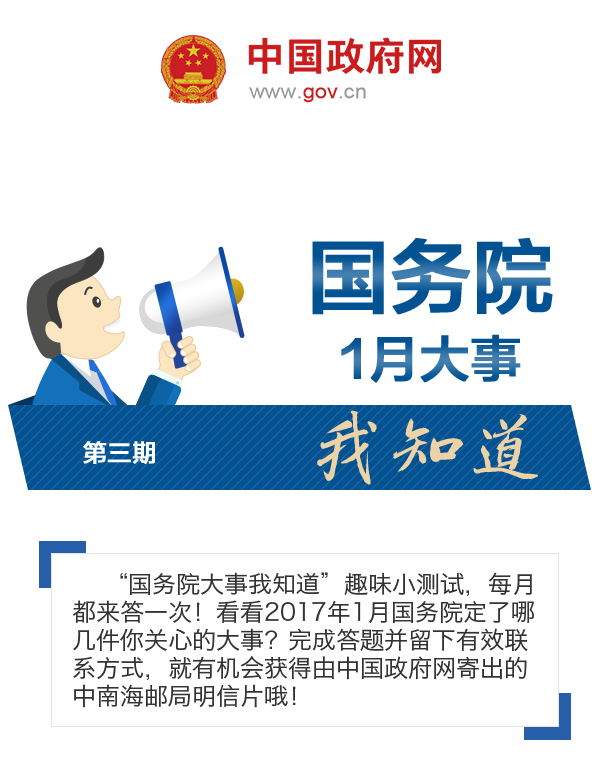 中国政府网
www.gov.cn
国务院
1月大事
第三期
我知道
“国务院大事我知道”趣味小测试，每月
都来答一次！看看2017年1月国务院定了哪
几件你关心的大事？完成答题并留下有效联
系方式，就有机会获得由中国政府网寄出的
中南海邮局明信片哦！